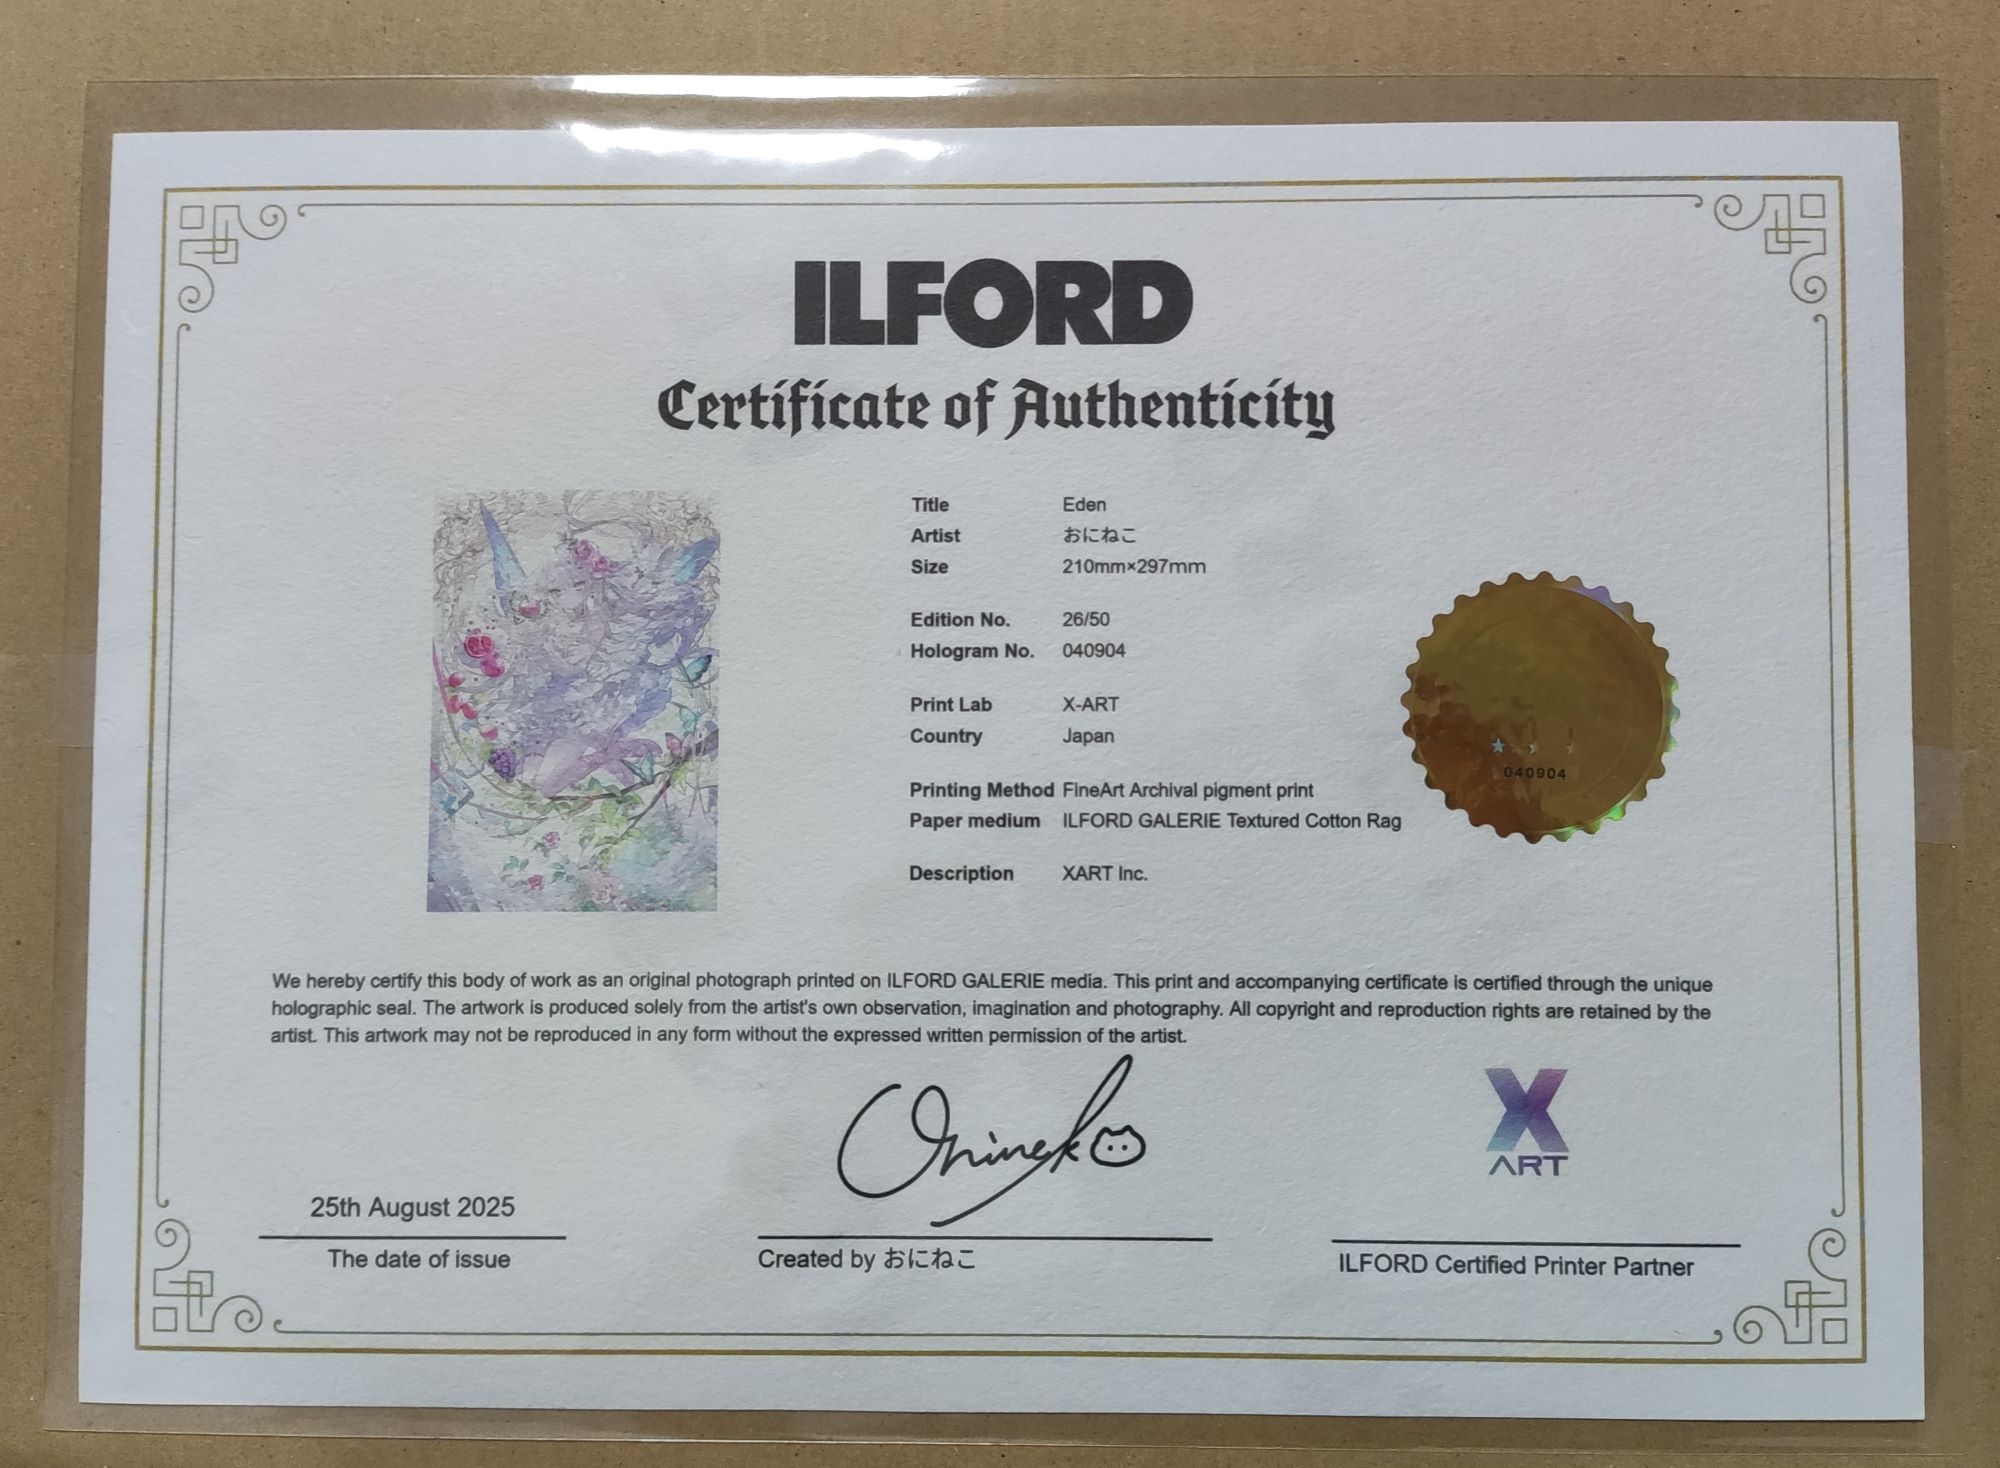 ILFORD
Certificate of Authenticity
Title Eden
Artist おにねこ
Size 210mm×297mm
Edition No. 26/50
Hologram No. 040904
Print Lab X-ART
Country Japan
Printing Method FineArt Archival pigment print
Paper medium ILFORD GALERIE Textured Cotton Rag
Description XART Inc.
040904
We hereby certify this body of work as an original photograph printed on ILFORD GALERIE media. This print and accompanying certificate is certified through the unique
holographic seal. The artwork is produced solely from the artist's own observation, imagination and photography. All copyright and reproduction rights are retained by the
artist. This artwork may not be reproduced in any form without the expressed written permission of the artist.
25th August 2025
The date of issue
Onineko
Created by おにねこ
X
ART
ILFORD Certified Printer Partner